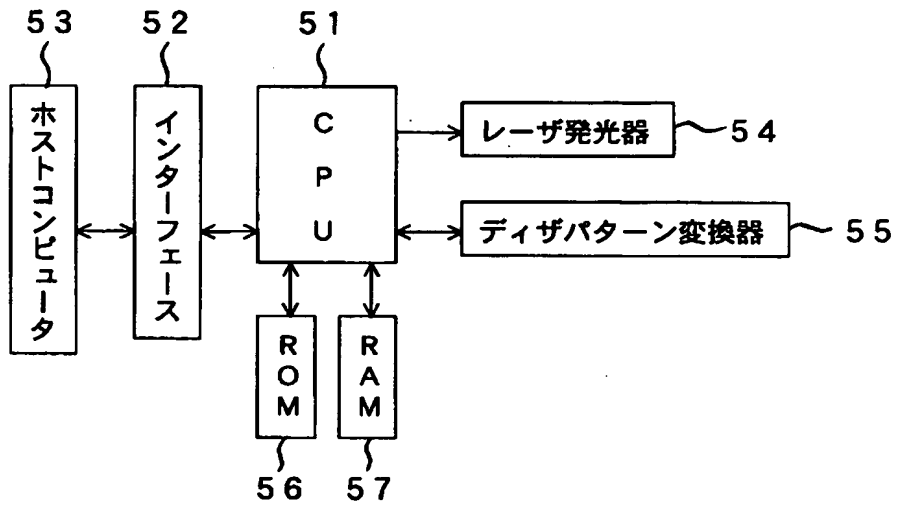 53
52
51
ホストコンピュータ
インターフェース
CPU
レーザ発光器
54
ディザパターン変換器
55
ROM
RAM
56
57